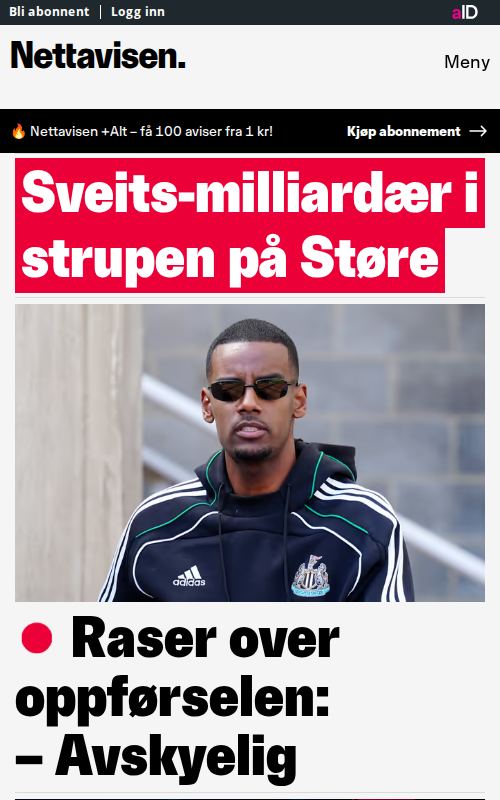 Bli abonnent
Logg inn
aID
Nettavisen.
Meny
🔥 Nettavisen +Alt – få 100 aviser fra 1 kr!
Kjøp abonnement →
Sveits-milliardær i
strupen på Støre
adidas
Raser over
oppførselen:
– Avskyelig